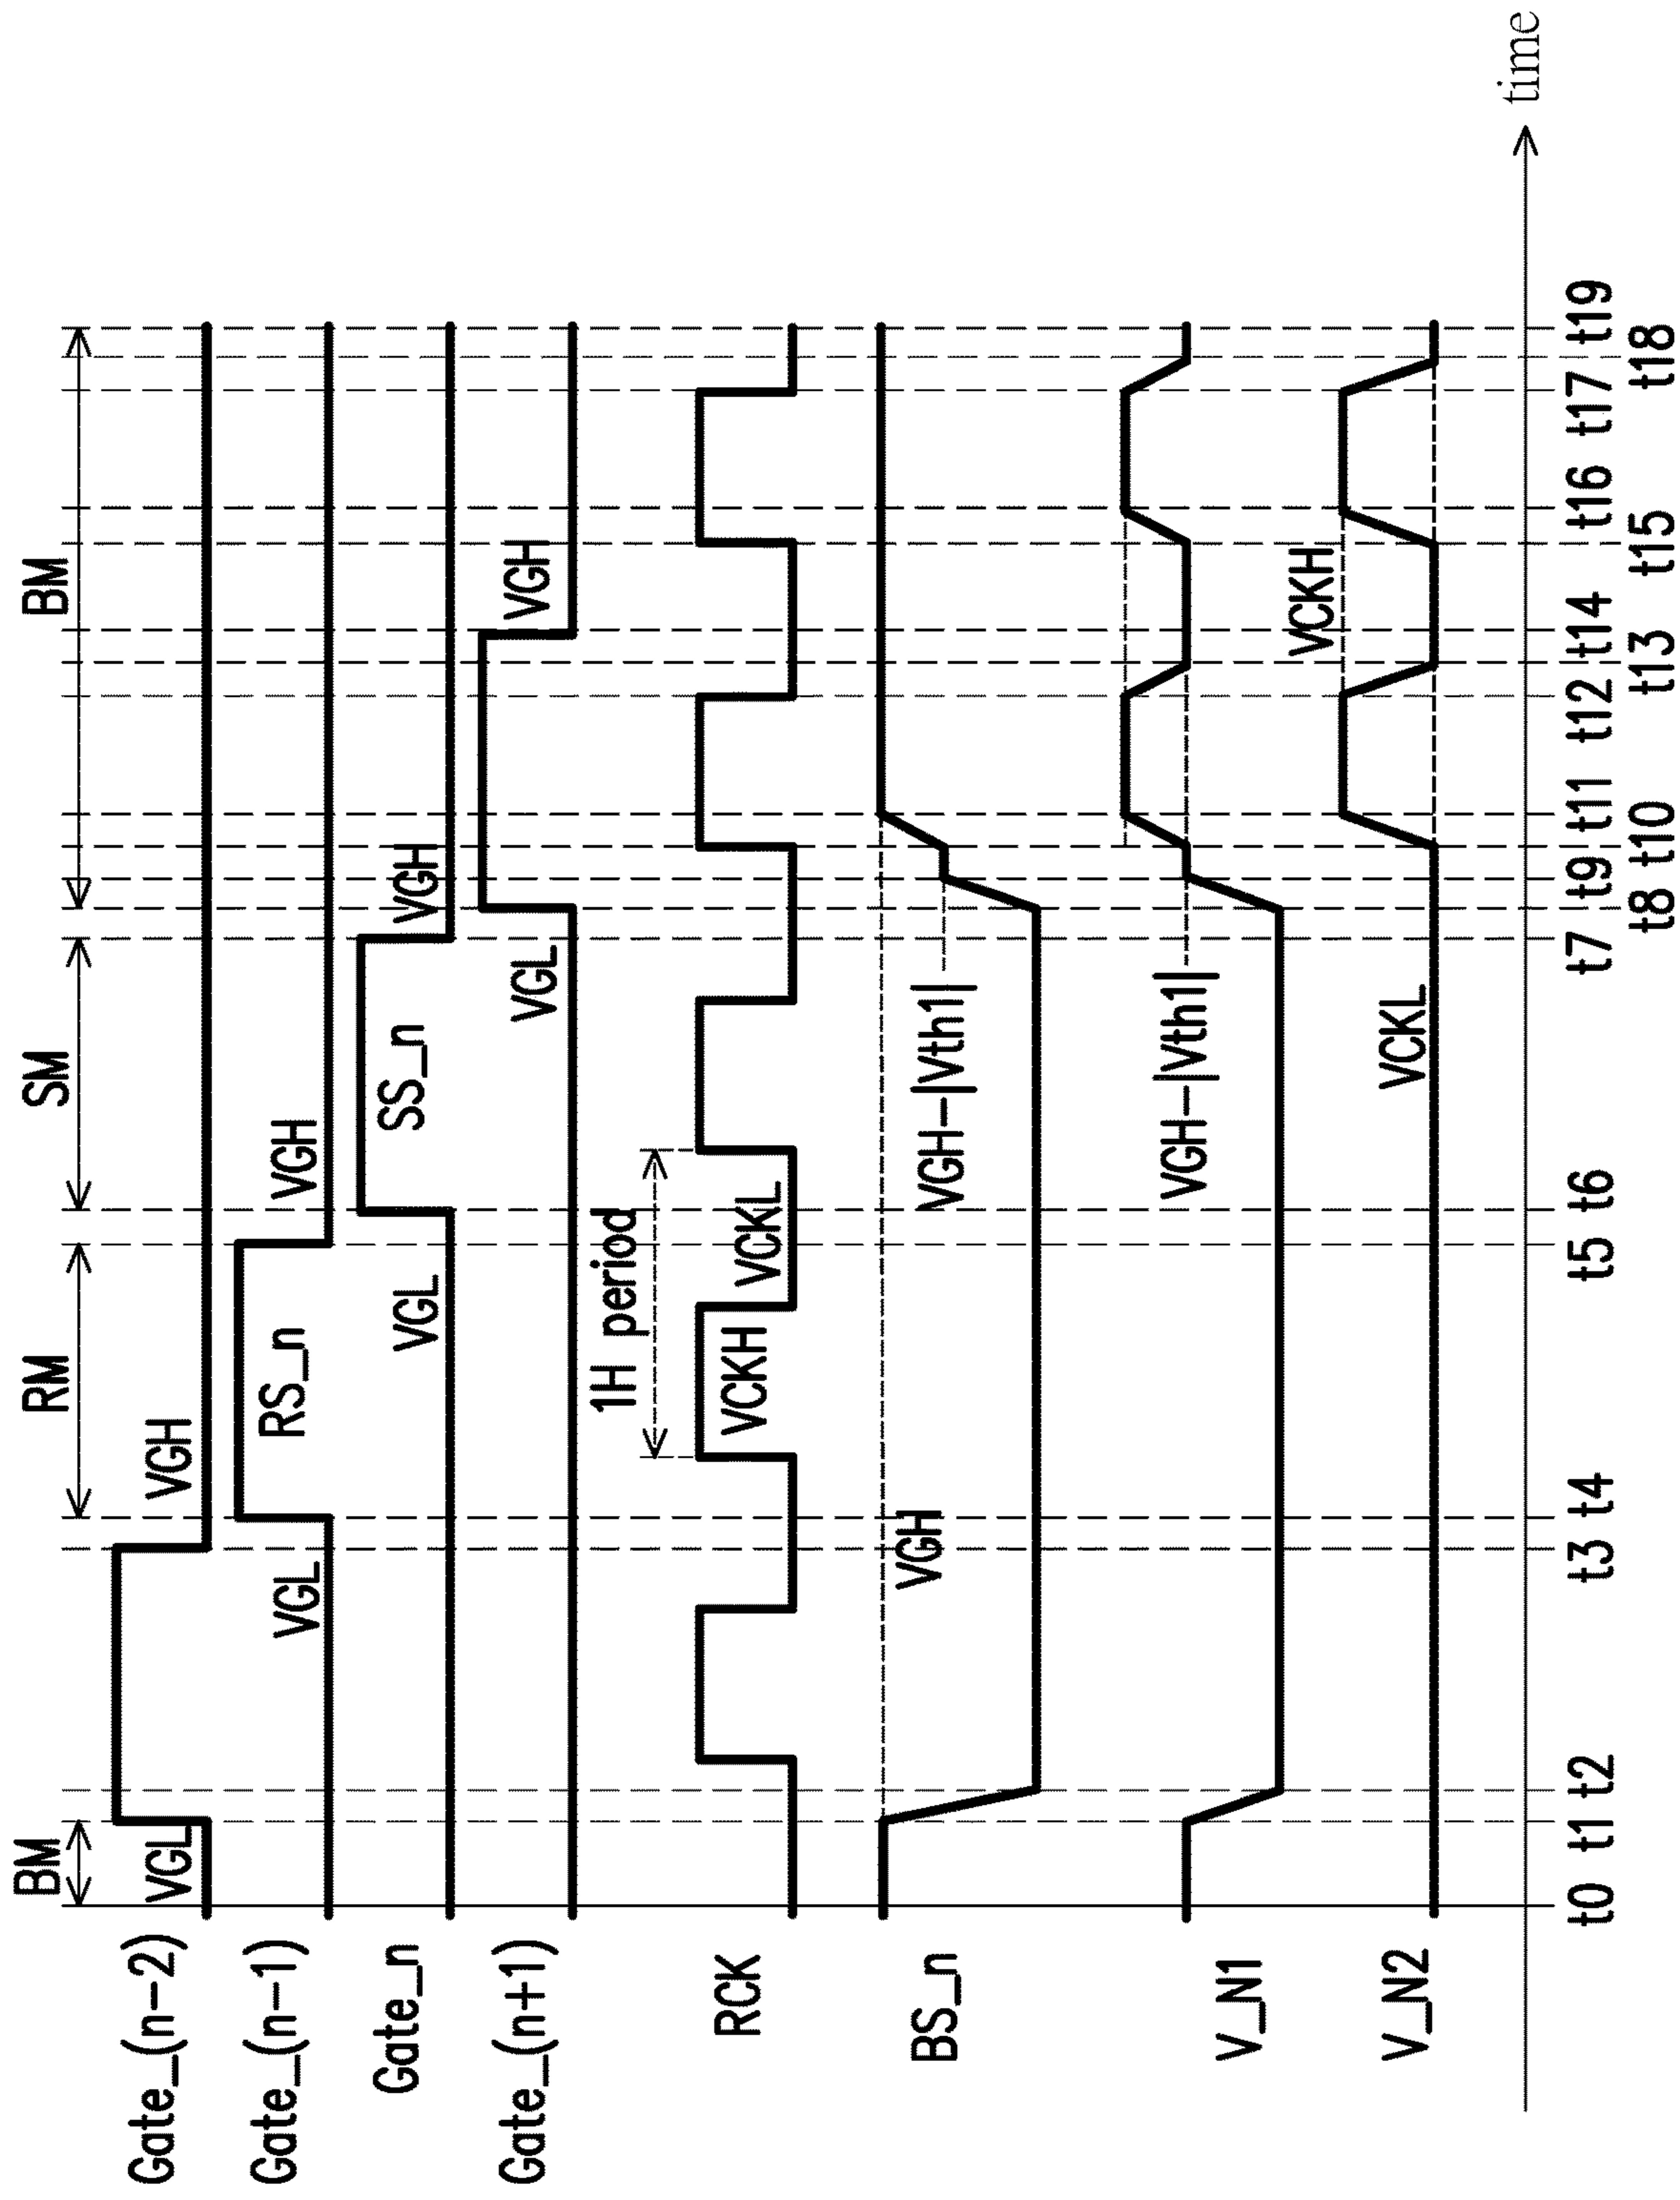 BM RM SM BM
Gate_(n-2) VGL VGH
Gate_(n-1) VGL RS_n VGH
Gate_n VGL SS_n VGH
Gate_(n+1) VGL VGH
1H period
RCK VCKH VCKL
BS_n VGH VGH-|Vth1|
V_N1 VGH-|Vth1|
V_N2 VCKL VCKH
time
t0 t1 t2 t3 t4 t5 t6 t7 t9 t11 t12 t14 t16 t17 t19
t8 t10 t13 t15 t18